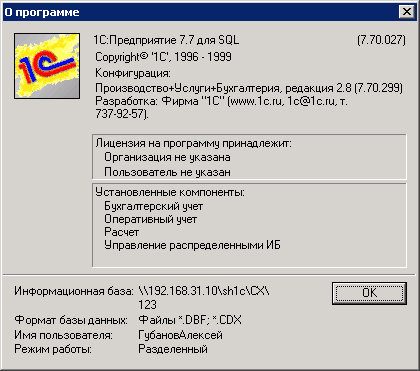 О программе
1С
1С:Предприятие 7.7 для SQL (7.70.027)
Copyright© '1С', 1996 - 1999
Конфигурация:
Производство+Услуги+Бухгалтерия, редакция 2.8 (7.70.299)
Разработка: Фирма "1С" (www.1c.ru, 1c@1c.ru, т.
737-92-57).
Лицензия на программу принадлежит:
Организация не указана
Пользователь не указан
Установленные компоненты:
Бухгалтерский учет
Оперативный учет
Расчет
Управление распределенными ИБ
Информационная база: \\192.168.31.10\sh1c\CX\
123
OK
Формат базы данных: Файлы *.DBF; *.CDX
Имя пользователя: ГубановАлексей
Режим работы: Разделенный